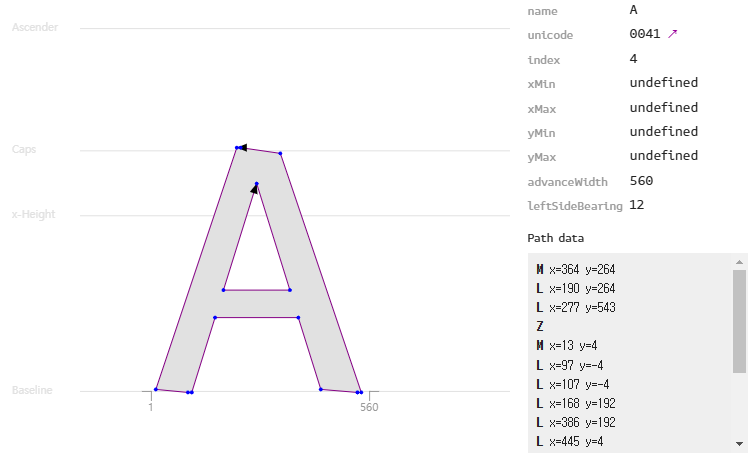 Ascender
Caps
x-Height
Baseline
1
560
name A
unicode 0041 ↗
index 4
xMin undefined
xMax undefined
yMin undefined
yMax undefined
advanceWidth 560
leftSideBearing 12
Path data
M x=364 y=264
L x=190 y=264
L x=277 y=543
Z
M x=13 y=4
L x=97 y=-4
L x=107 y=-4
L x=168 y=192
L x=386 y=192
L x=445 y=4